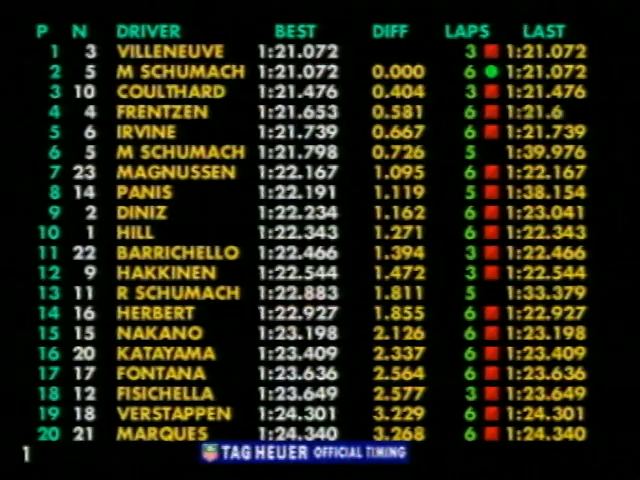 P N DRIVER BEST DIFF LAPS LAST
1 3 VILLENEUVE 1:21.072 3 1:21.072
2 5 M SCHUMACH 1:21.072 0.000 6 1:21.072
3 10 COULTHARD 1:21.476 0.404 3 1:21.476
4 4 FRENTZEN 1:21.653 0.581 6 1:21.6
5 6 IRVINE 1:21.739 0.667 6 1:21.739
6 5 M SCHUMACH 1:21.798 0.726 5 1:39.976
7 23 MAGNUSSEN 1:22.167 1.095 6 1:22.167
8 14 PANIS 1:22.191 1.119 5 1:38.154
9 2 DINIZ 1:22.234 1.162 6 1:23.041
10 1 HILL 1:22.343 1.271 6 1:22.343
11 22 BARRICHELLO 1:22.466 1.394 3 1:22.466
12 9 HAKKINEN 1:22.544 1.472 3 1:22.544
13 11 R SCHUMACH 1:22.883 1.811 5 1:33.379
14 16 HERBERT 1:22.927 1.855 6 1:22.927
15 15 NAKANO 1:23.198 2.126 6 1:23.198
16 20 KATAYAMA 1:23.409 2.337 6 1:23.409
17 17 FONTANA 1:23.636 2.564 6 1:23.636
18 12 FISICHELLA 1:23.649 2.577 3 1:23.649
19 18 VERSTAPPEN 1:24.301 3.229 6 1:24.301
20 21 MARQUES 1:24.340 3.268 6 1:24.340
1 TAG HEUER OFFICIAL TIMING